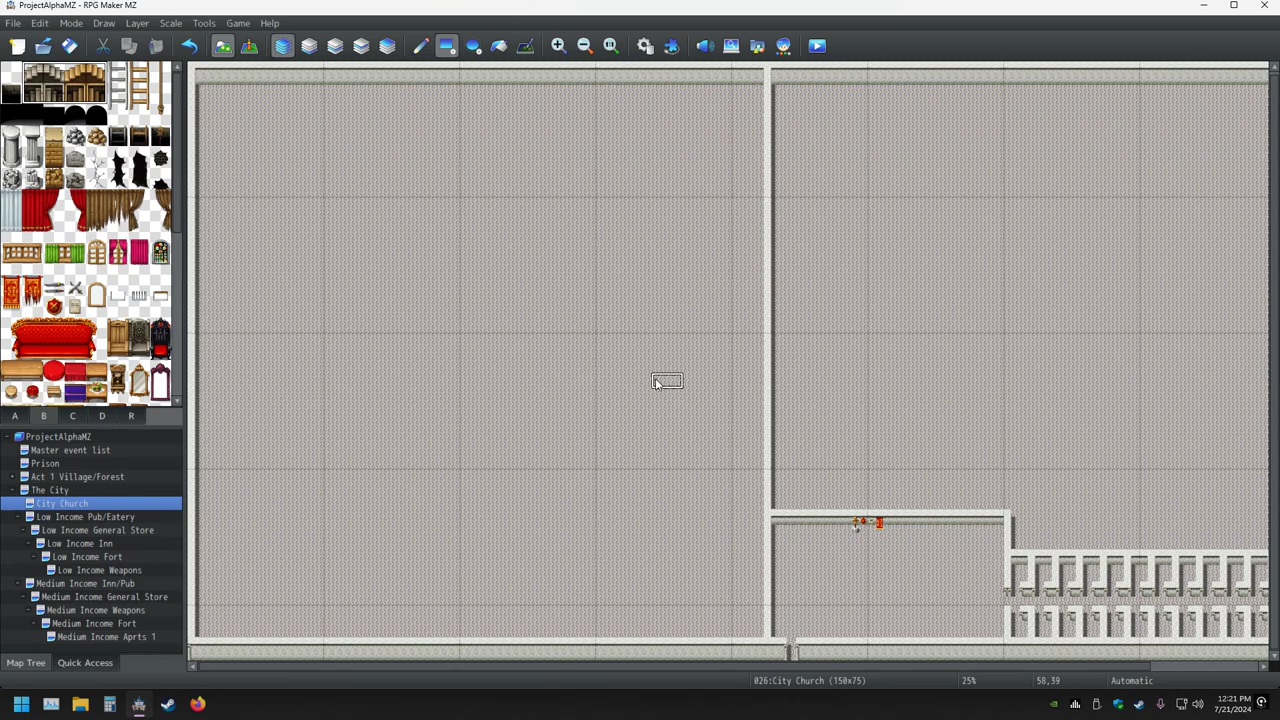 ProjectAlphaMZ - RPG Maker MZ
File Edit Mode Draw Layer Scale Tools Game Help
A B C D R
ProjectAlphaMZ
Master event list
Prison
Act 1 Village/Forest
The City
City Church
Low Income Pub/Eatery
Low Income General Store
Low Income Inn
Low Income Fort
Low Income Weapons
Medium Income Inn/Pub
Medium Income General Store
Medium Income Weapons
Medium Income Fort
Medium Income Aprts 1
Map Tree Quick Access
026:City Church (150x75) 25% 58,39 Automatic
12:21 PM
7/21/2024